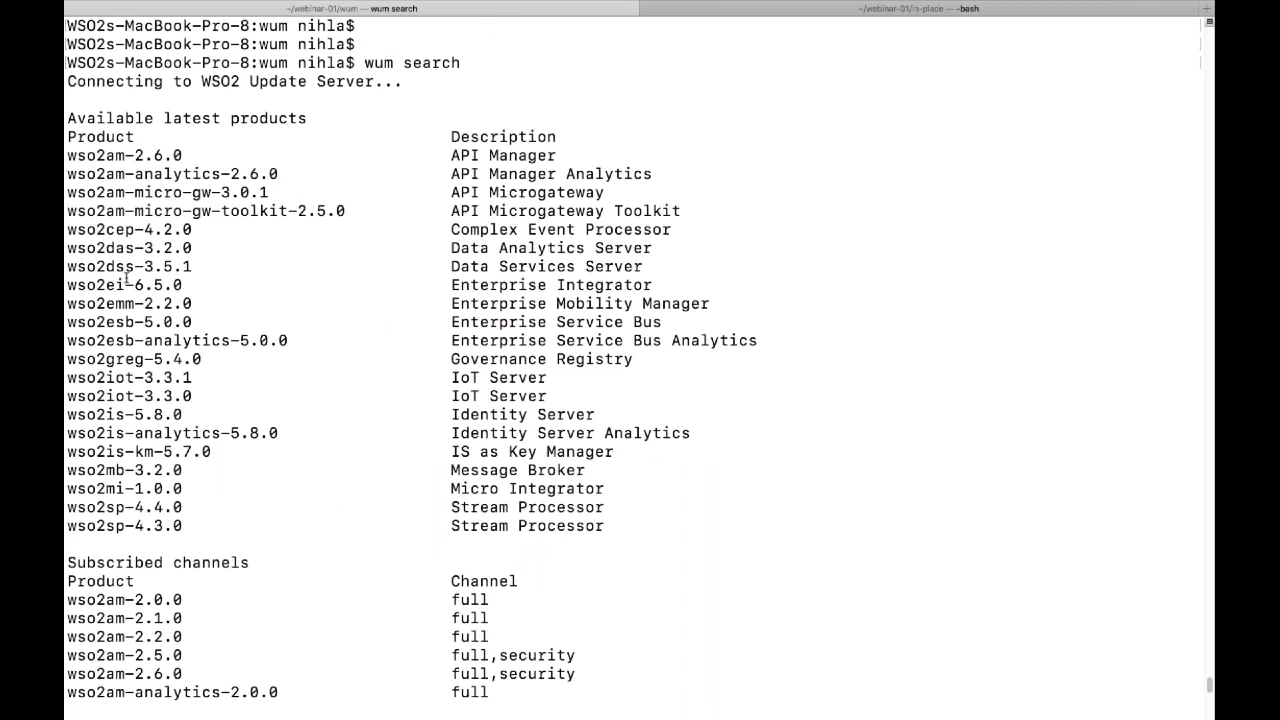 ~/webinar-01/wum — wum search
~/webinar-01/in-place — -bash
WSO2s-MacBook-Pro-8:wum nihla$
WSO2s-MacBook-Pro-8:wum nihla$
WSO2s-MacBook-Pro-8:wum nihla$ wum search
Connecting to WSO2 Update Server...
Available latest products
Product Description
wso2am-2.6.0 API Manager
wso2am-analytics-2.6.0 API Manager Analytics
wso2am-micro-gw-3.0.1 API Microgateway
wso2am-micro-gw-toolkit-2.5.0 API Microgateway Toolkit
wso2cep-4.2.0 Complex Event Processor
wso2das-3.2.0 Data Analytics Server
wso2dss-3.5.1 Data Services Server
wso2ei-6.5.0 Enterprise Integrator
wso2emm-2.2.0 Enterprise Mobility Manager
wso2esb-5.0.0 Enterprise Service Bus
wso2esb-analytics-5.0.0 Enterprise Service Bus Analytics
wso2greg-5.4.0 Governance Registry
wso2iot-3.3.1 IoT Server
wso2iot-3.3.0 IoT Server
wso2is-5.8.0 Identity Server
wso2is-analytics-5.8.0 Identity Server Analytics
wso2is-km-5.7.0 IS as Key Manager
wso2mb-3.2.0 Message Broker
wso2mi-1.0.0 Micro Integrator
wso2sp-4.4.0 Stream Processor
wso2sp-4.3.0 Stream Processor
Subscribed channels
Product Channel
wso2am-2.0.0 full
wso2am-2.1.0 full
wso2am-2.2.0 full
wso2am-2.5.0 full,security
wso2am-2.6.0 full,security
wso2am-analytics-2.0.0 full